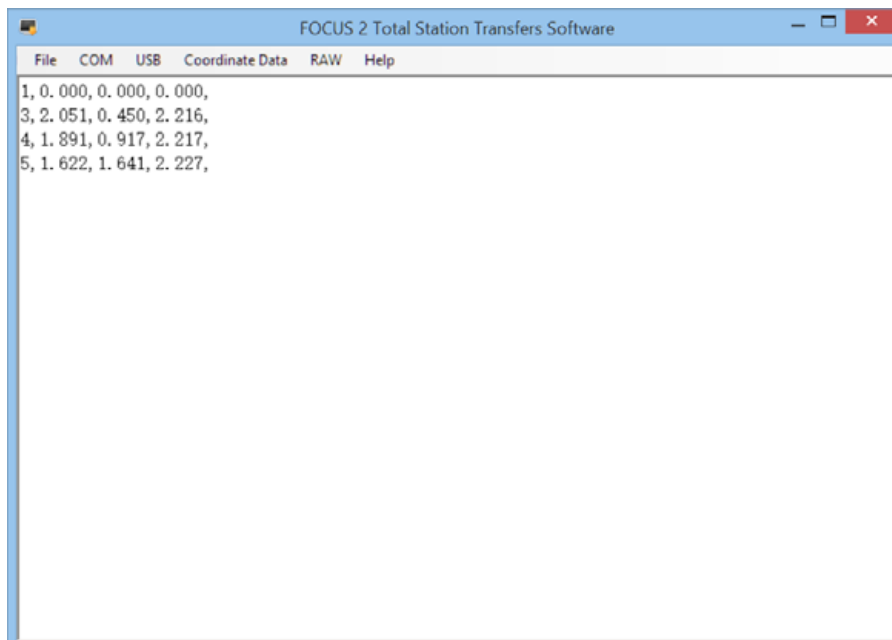 FOCUS 2 Total Station Transfers Software
File COM USB Coordinate Data RAW Help
1, 0. 000, 0. 000, 0. 000,
3, 2. 051, 0. 450, 2. 216,
4, 1. 891, 0. 917, 2. 217,
5, 1. 622, 1. 641, 2. 227,